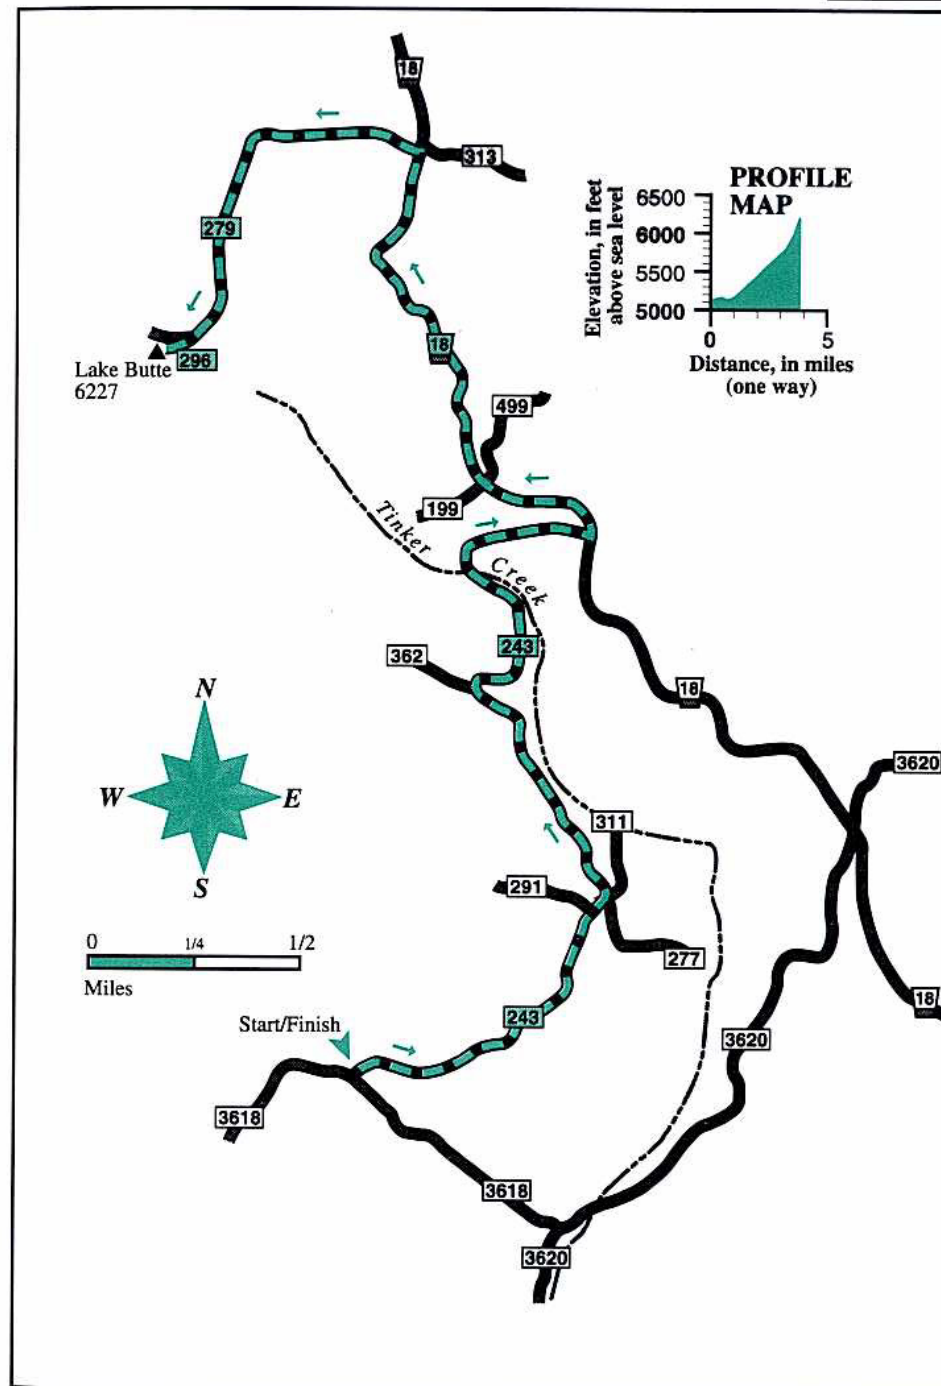 18
313
279
PROFILE
MAP
Elevation, in feet
above sea level
6500
6000
5500
5000
0
5
Distance, in miles
(one way)
18
Lake Butte
6227
296
499
199
Tinker
Creek
243
362
18
3620
N
W
E
S
311
291
277
0
1/4
1/2
Miles
243
18
Start/Finish
3620
3618
3618
3620